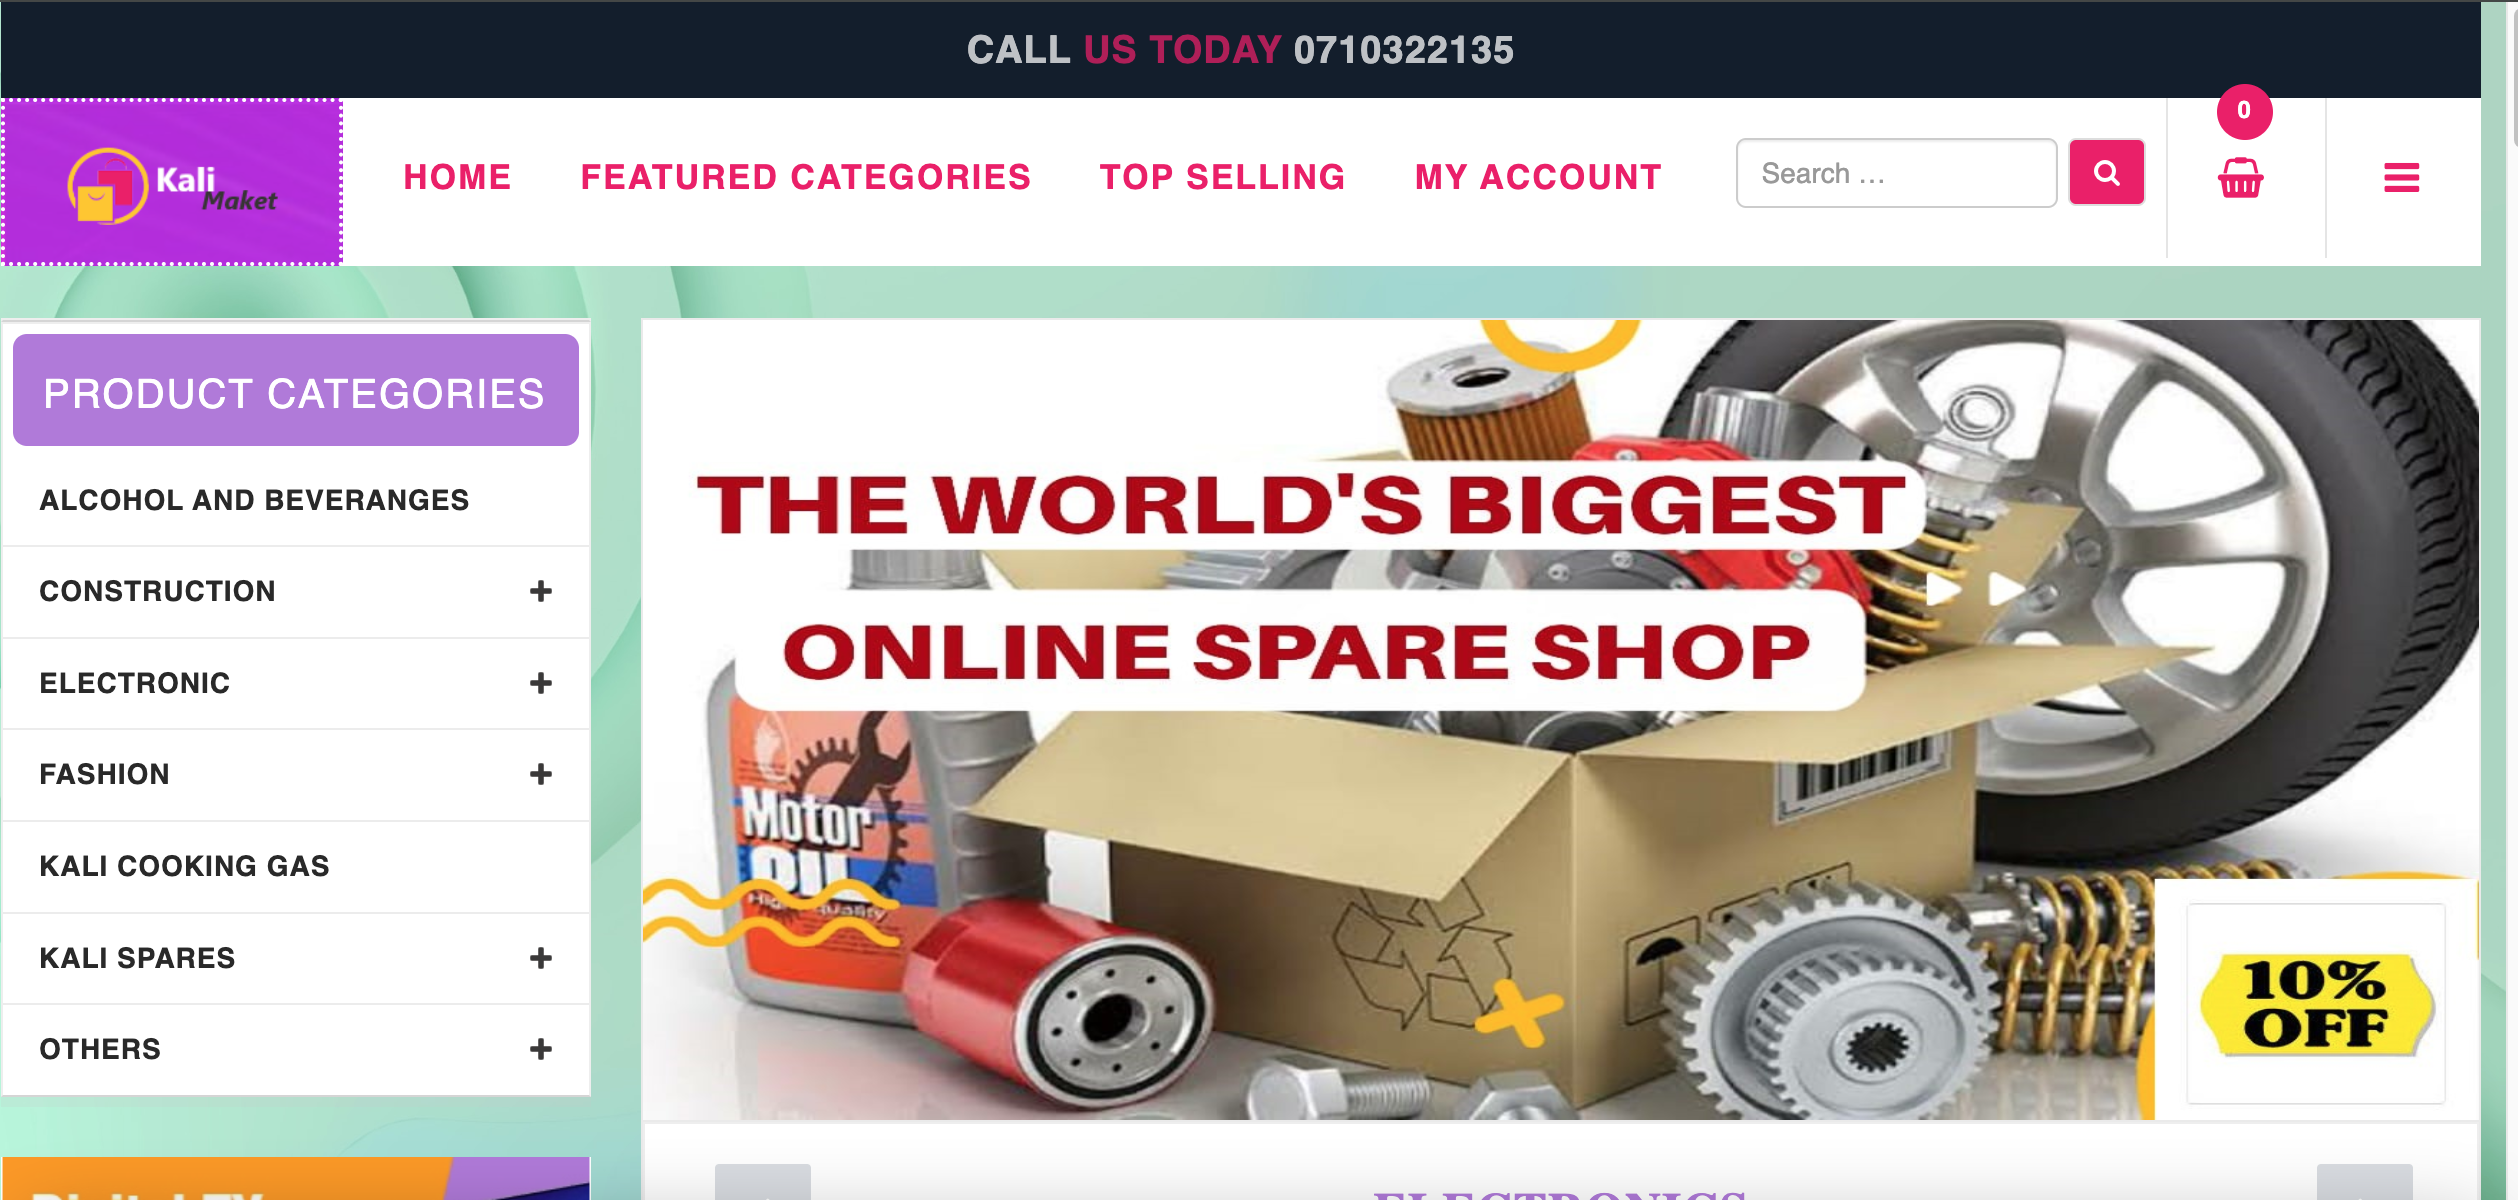 CALL US TODAY 0710322135
Kali
Maket
HOME
FEATURED CATEGORIES
TOP SELLING
MY ACCOUNT
Search ...
0
PRODUCT CATEGORIES
ALCOHOL AND BEVERANGES
CONSTRUCTION
ELECTRONIC
FASHION
KALI COOKING GAS
KALI SPARES
OTHERS
THE WORLD'S BIGGEST
ONLINE SPARE SHOP
Motor
OIL
10%
OFF
ELECTRONICS